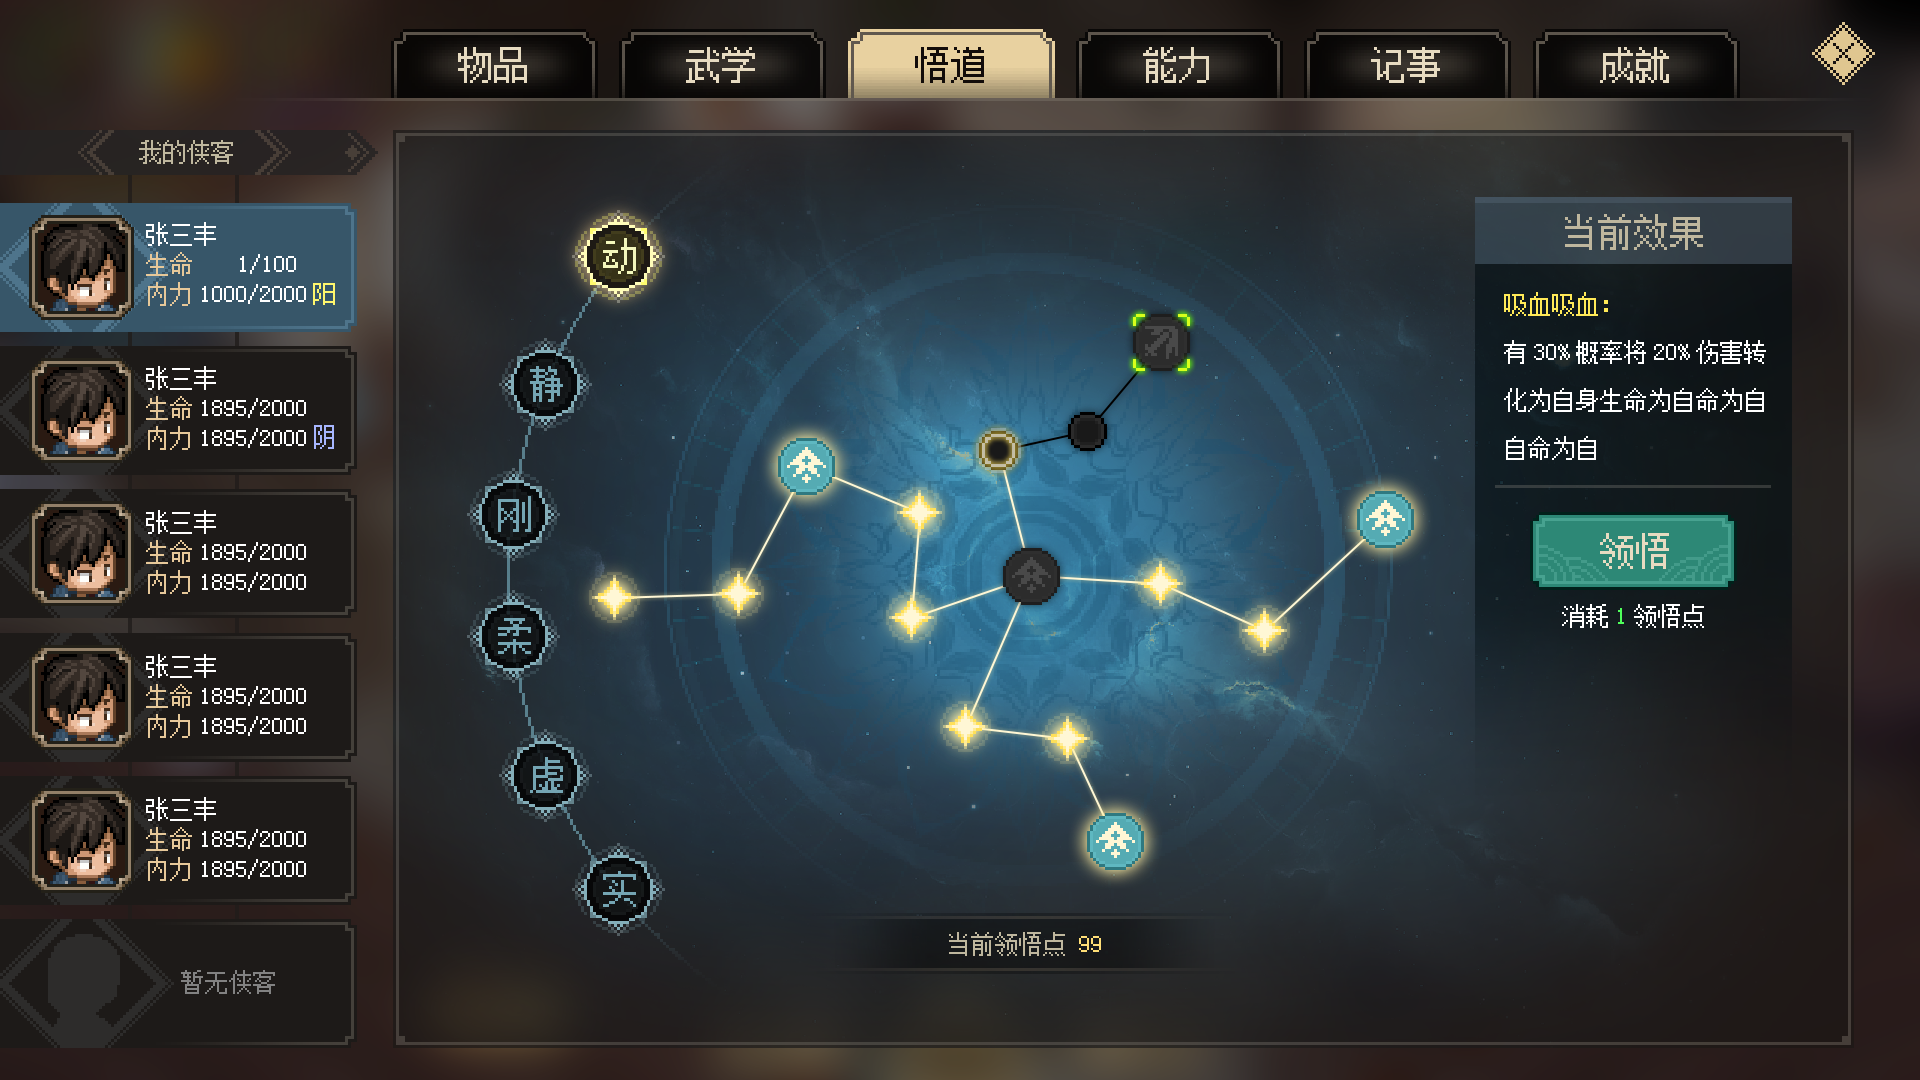 物品 武学 悟道 能力 记事 成就
我的侠客
张三丰
生命 1/100
内力 1000/2000 阳
张三丰
生命 1895/2000
内力 1895/2000 阴
张三丰
生命 1895/2000
内力 1895/2000
张三丰
生命 1895/2000
内力 1895/2000
张三丰
生命 1895/2000
内力 1895/2000
暂无侠客
动
静
刚
柔
虚
实
当前领悟点 99
当前效果
吸血吸血：
有 30% 概率将 20% 伤害转
化为自身生命为自命为自
自命为自
领悟
消耗 1 领悟点